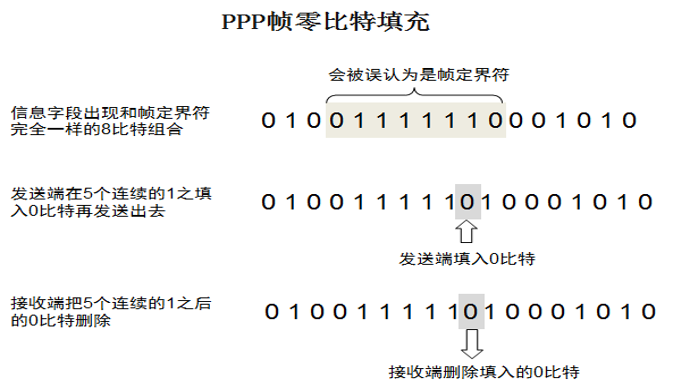 PPP帧零比特填充
会被误认为是帧定界符
信息字段出现和帧定界符
完全一样的8比特组合
0 1 0 0 1 1 1 1 1 1 0 0 0 1 0 1 0
发送端在5个连续的1之填
入0比特再发送出去
0 1 0 0 1 1 1 1 1 0 1 0 0 0 1 0 1 0
发送端填入0比特
接收端把5个连续的1之后
的0比特删除
0 1 0 0 1 1 1 1 1 0 1 0 0 0 1 0 1 0
接收端删除填入的0比特